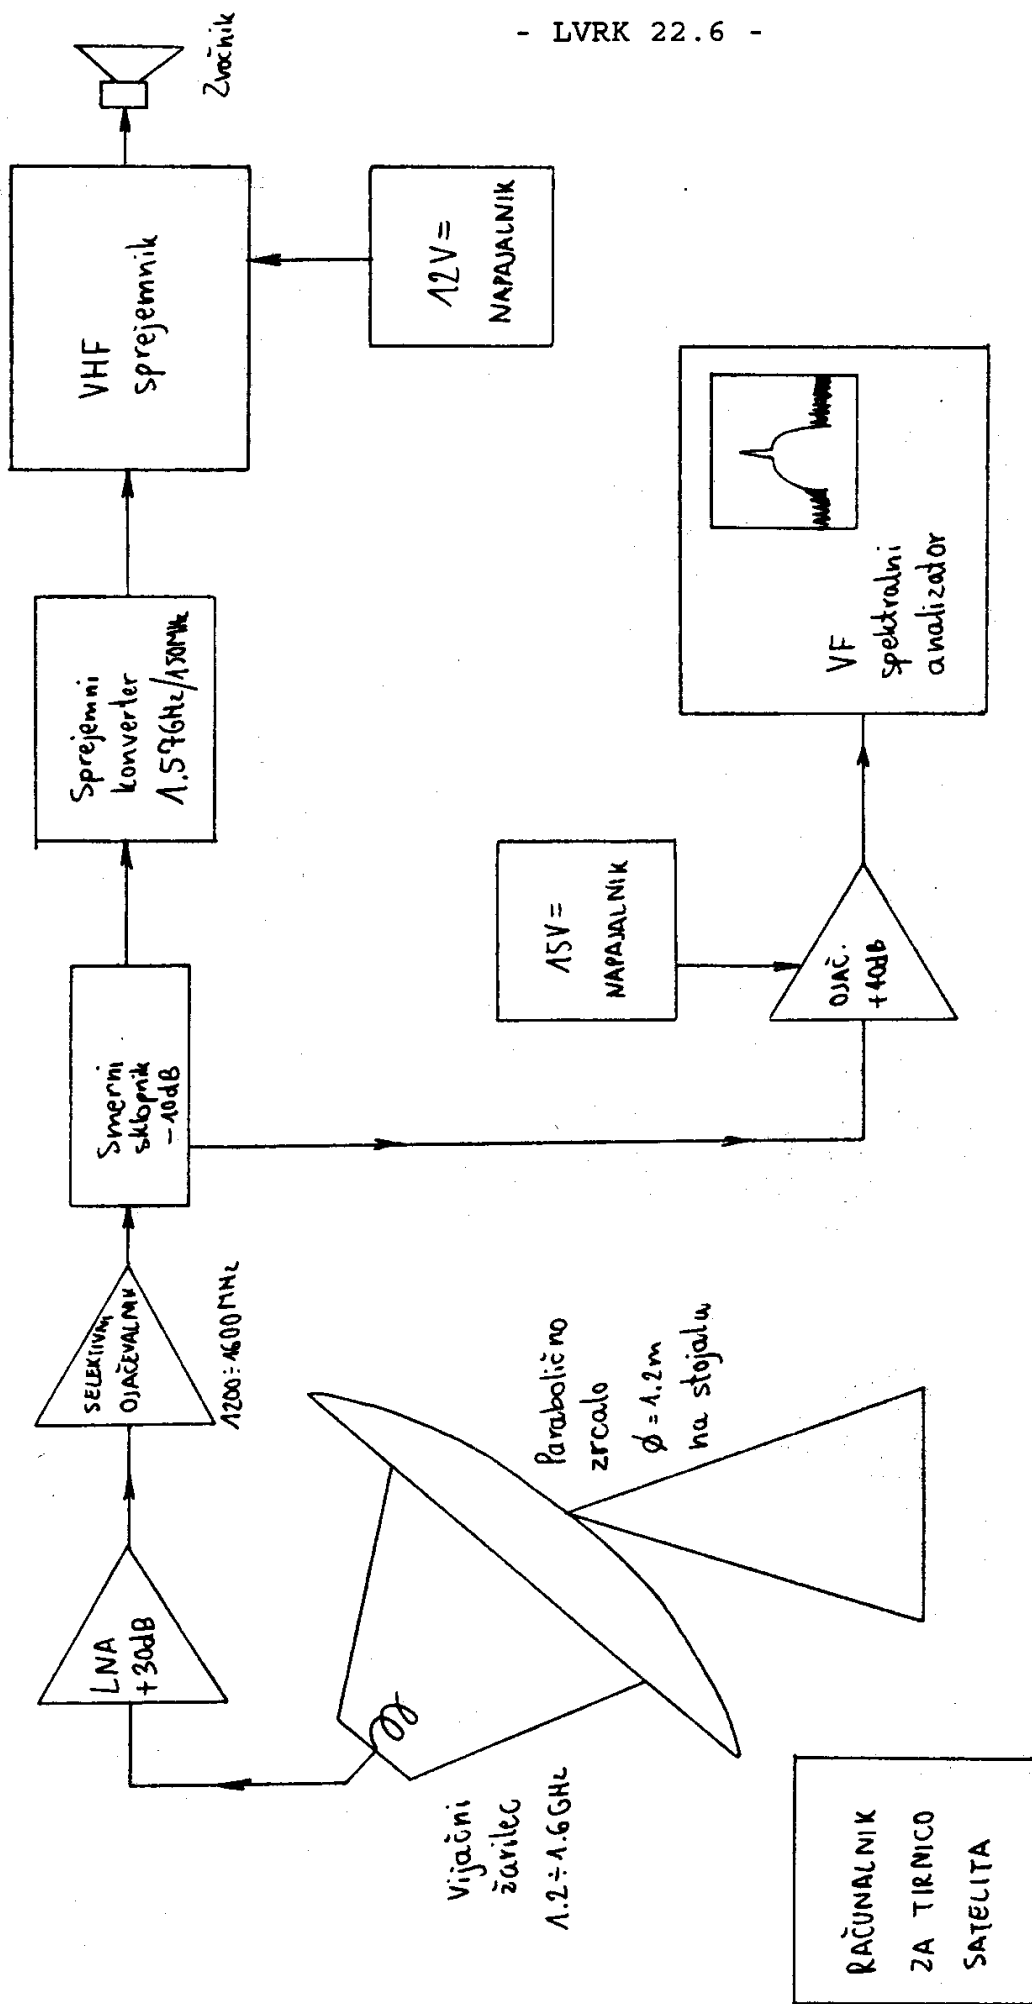 - LVRK 22.6 -
Vijačni
žarilec
1.2÷1.6GHz
LNA
+30dB
SELEKTIVNI
OJAČEVALNIK
1200÷1600MHz
Smerni
sklopnik
-10dB
Sprejemni
konverter
1.57GHz/150MHz
VHF
sprejemnik
Zvočnik
12V=
NAPAJALNIK
Parabolično
zrcalo
ø=1.2m
na stojalu
15V=
NAPAJALNIK
OJAČ.
+40dB
VF
spektralni
analizator
RAČUNALNIK
ZA TIRNICO
SATELITA